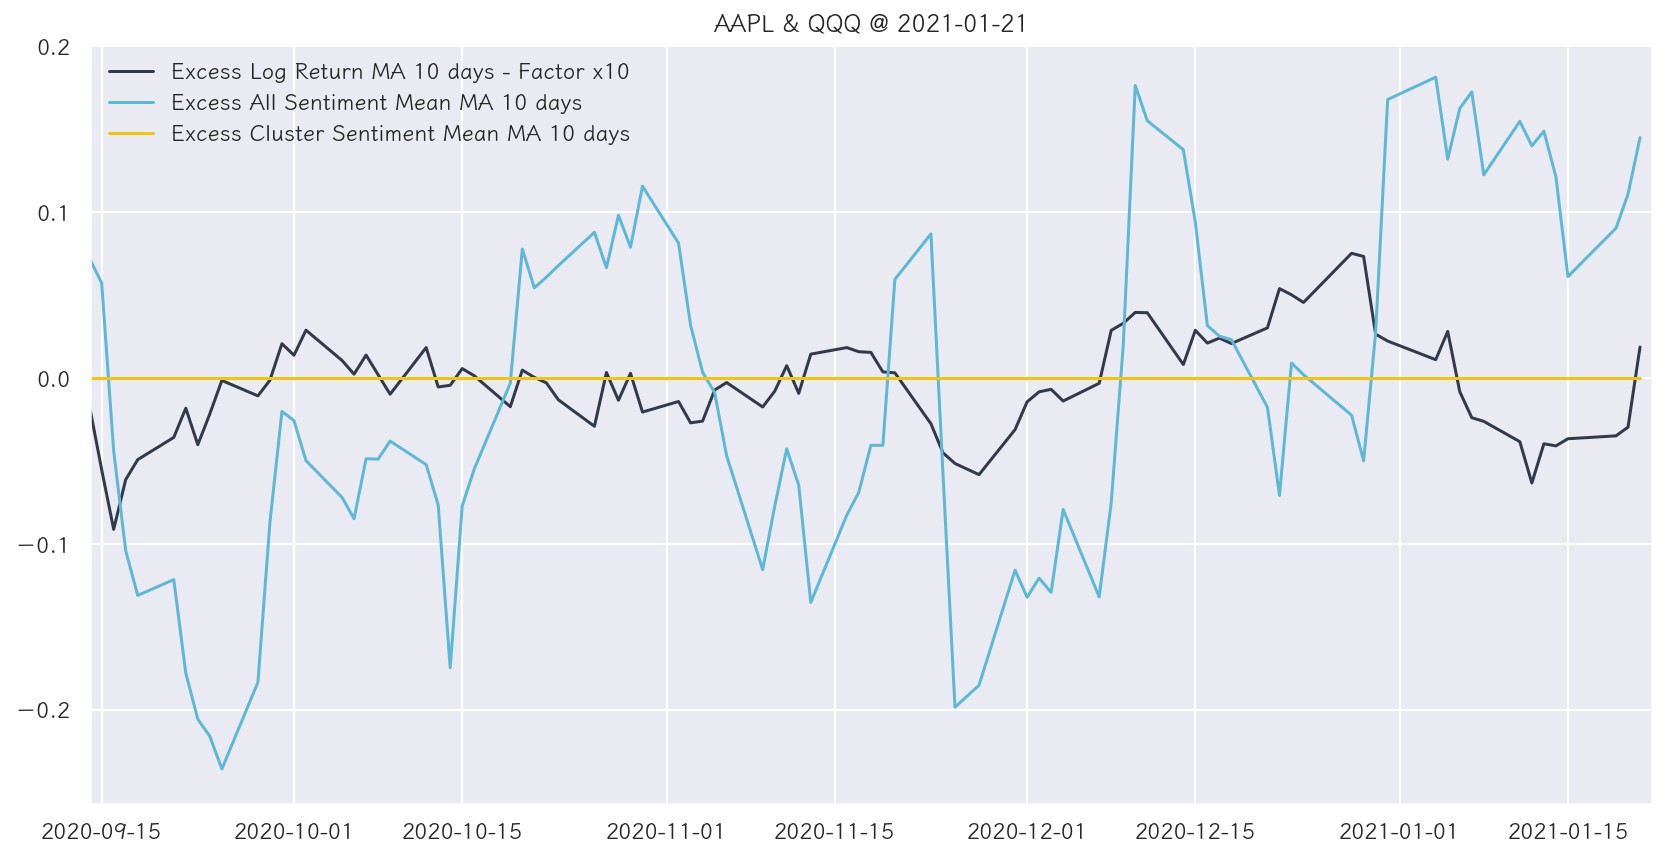 AAPL & QQQ @ 2021-01-21
Excess Log Return MA 10 days - Factor x10
Excess All Sentiment Mean MA 10 days
Excess Cluster Sentiment Mean MA 10 days
0.2
0.1
0.0
−0.1
−0.2
2020-09-15 2020-10-01 2020-10-15 2020-11-01 2020-11-15 2020-12-01 2020-12-15 2021-01-01 2021-01-15